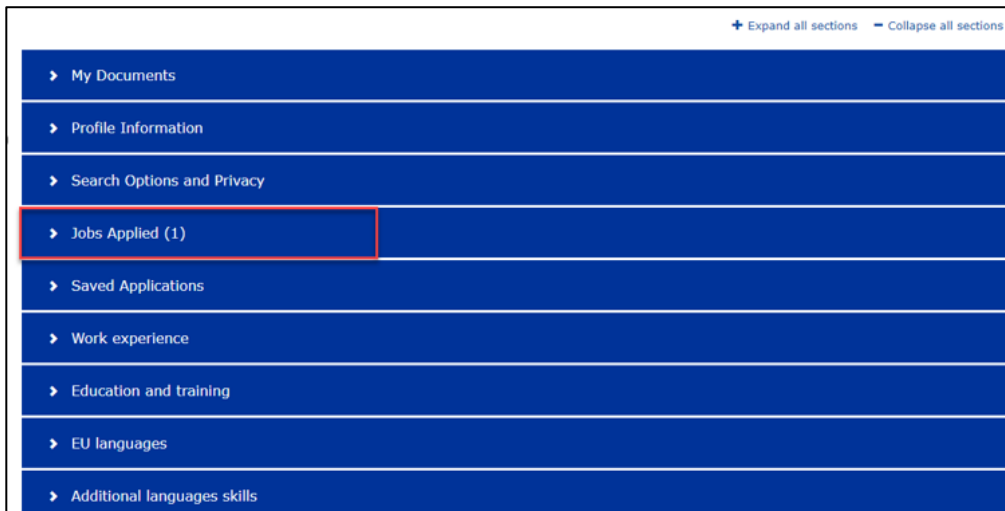 + Expand all sections − Collapse all sections
My Documents
Profile Information
Search Options and Privacy
Jobs Applied (1)
Saved Applications
Work experience
Education and training
EU languages
Additional languages skills